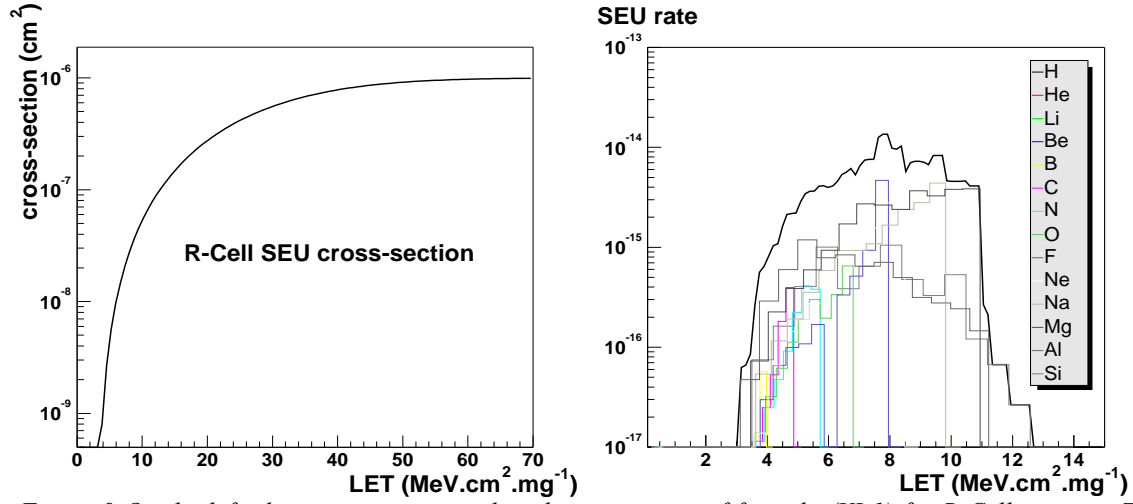 cross-section (cm²)
10⁻⁶
10⁻⁷
10⁻⁸
10⁻⁹
R-Cell SEU cross-section
0 10 20 30 40 50 60 70
LET (MeV.cm².mg⁻¹)
SEU rate
10⁻¹³
10⁻¹⁴
10⁻¹⁵
10⁻¹⁶
10⁻¹⁷
H
He
Li
Be
B
C
N
O
F
Ne
Na
Mg
Al
Si
2 4 6 8 10 12 14
LET (MeV.cm².mg⁻¹)